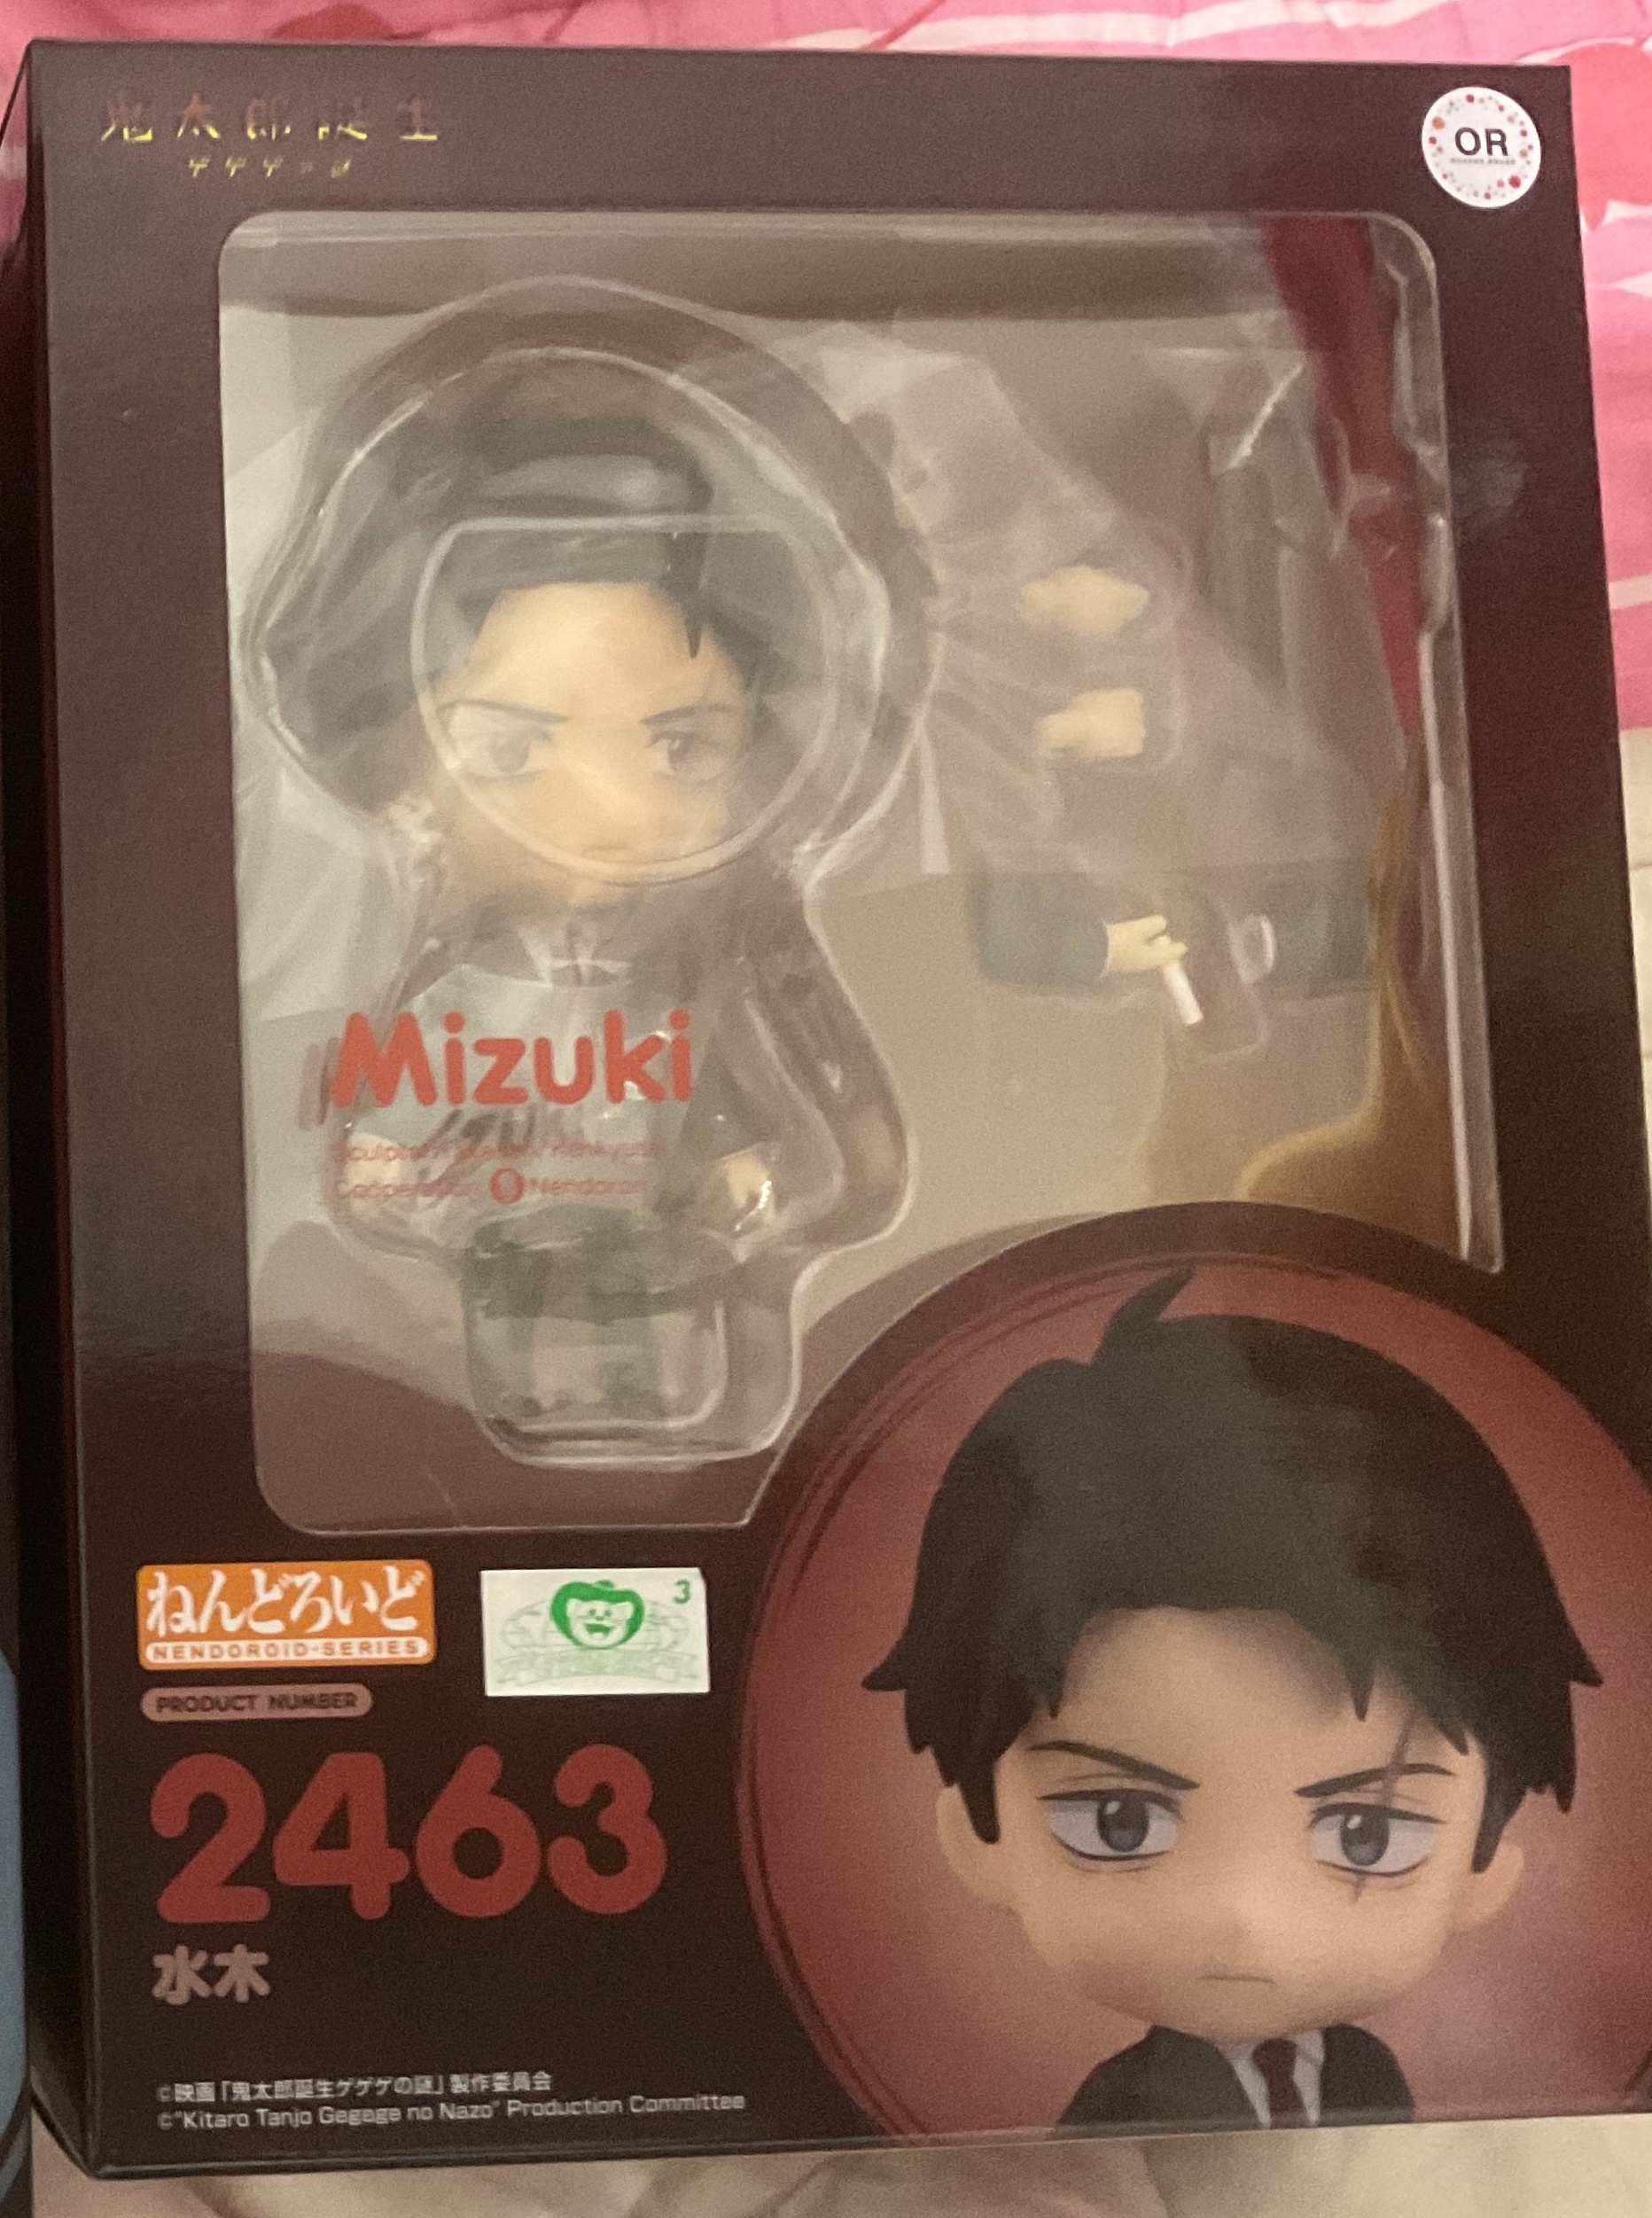 鬼太郎誕生
ゲゲゲの謎
OR
Mizuki
Nendoron
ねんどろいど
NENDOROID·SERIES
3
PRODUCT NUMBER
2463
水木
©映画「鬼太郎誕生ゲゲゲの謎」製作委員会
©"Kitaro Tanjo Gegege no Nazo" Production Committee